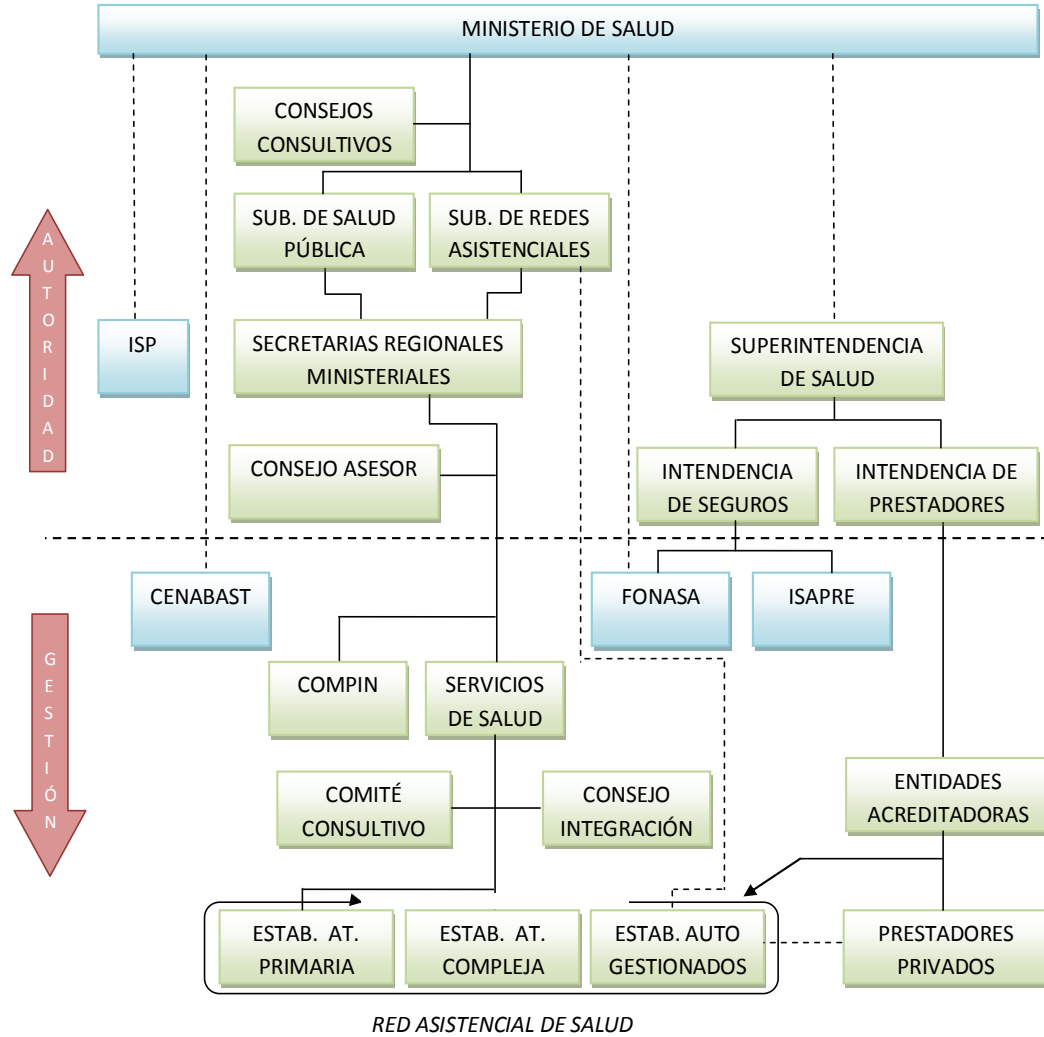 MINISTERIO DE SALUD
CONSEJOS
CONSULTIVOS
SUB. DE SALUD
PÚBLICA
SUB. DE REDES
ASISTENCIALES
AUTORIDAD
ISP
SECRETARIAS REGIONALES
MINISTERIALES
SUPERINTENDENCIA
DE SALUD
CONSEJO ASESOR
INTENDENCIA
DE SEGUROS
INTENDENCIA DE
PRESTADORES
CENABAST
FONASA
ISAPRE
GESTIÓN
COMPIN
SERVICIOS
DE SALUD
COMITÉ
CONSULTIVO
CONSEJO
INTEGRACIÓN
ENTIDADES
ACREDITADORAS
ESTAB. AT.
PRIMARIA
ESTAB. AT.
COMPLEJA
ESTAB. AUTO
GESTIONADOS
PRESTADORES
PRIVADOS
RED ASISTENCIAL DE SALUD